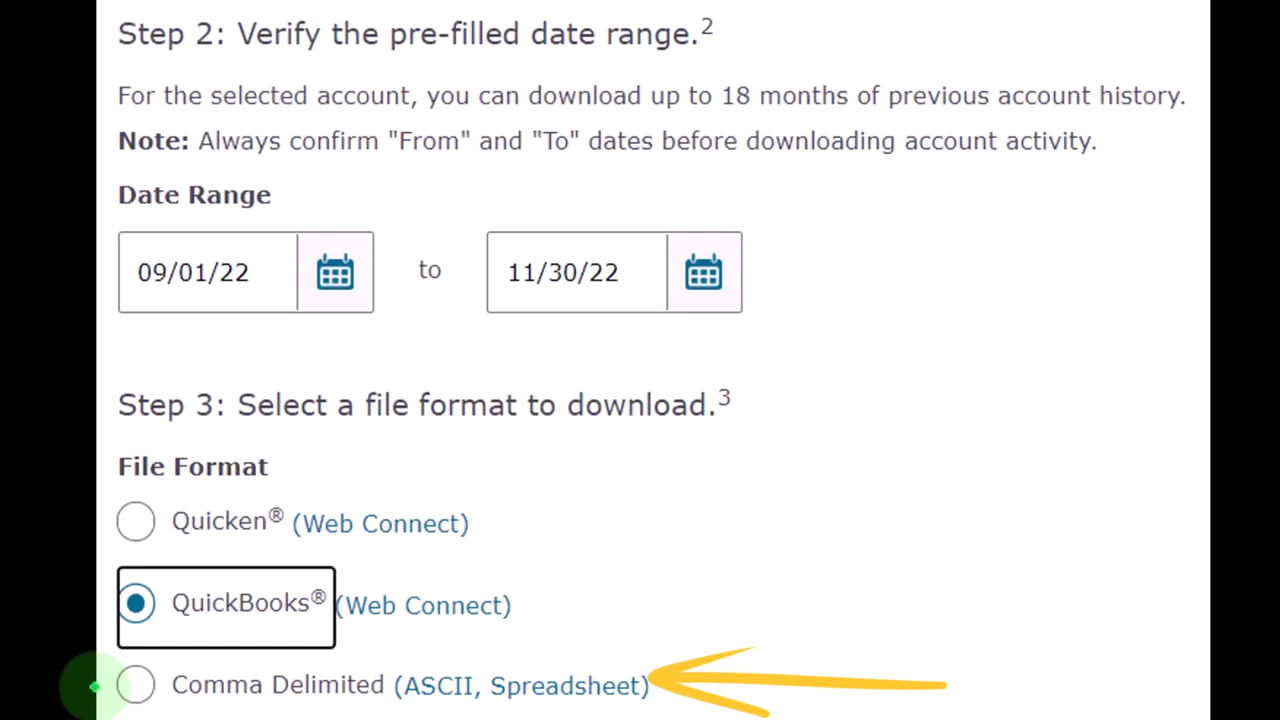 Step 2: Verify the pre-filled date range.2
For the selected account, you can download up to 18 months of previous account history.
Note: Always confirm "From" and "To" dates before downloading account activity.
Date Range
09/01/22 to 11/30/22
Step 3: Select a file format to download.3
File Format
Quicken® (Web Connect)
QuickBooks® (Web Connect)
Comma Delimited (ASCII, Spreadsheet)